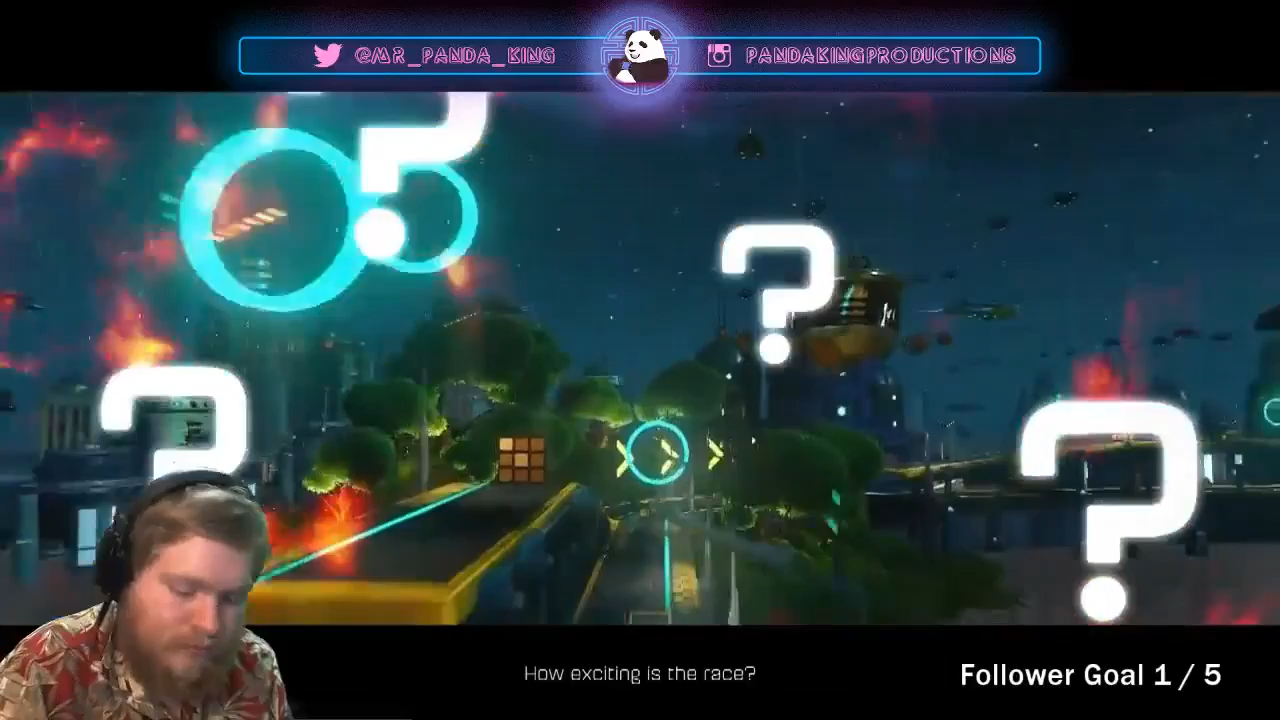 @MR_PANDA_KING
PANDAKINGPRODUCTIONS
?
?
?
?
How exciting is the race?
Follower Goal 1 / 5